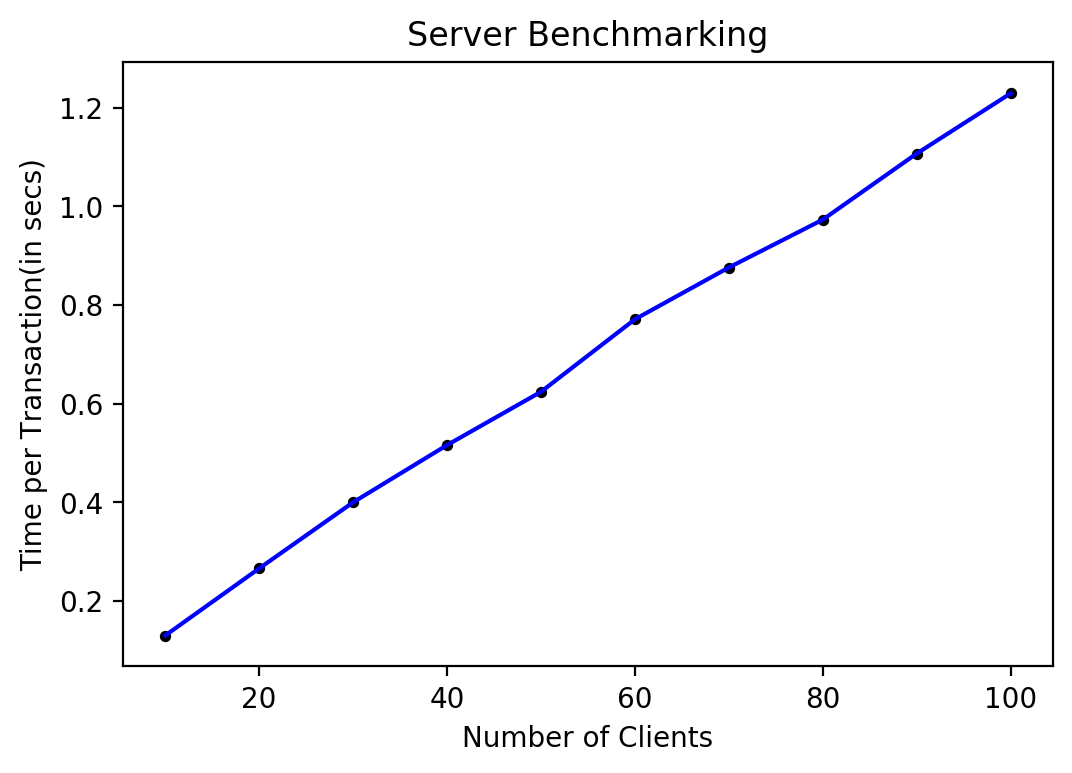 Server Benchmarking
Time per Transaction(in secs)
1.2
1.0
0.8
0.6
0.4
0.2
20 40 60 80 100
Number of Clients